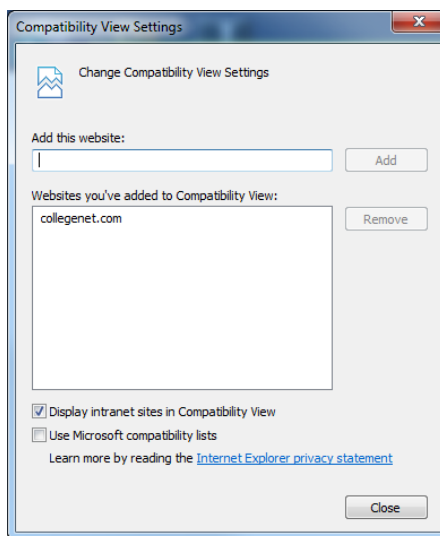 Compatibility View Settings
Change Compatibility View Settings
Add this website:
Add
Websites you've added to Compatibility View:
collegenet.com
Remove
Display intranet sites in Compatibility View
Use Microsoft compatibility lists
Learn more by reading the Internet Explorer privacy statement
Close